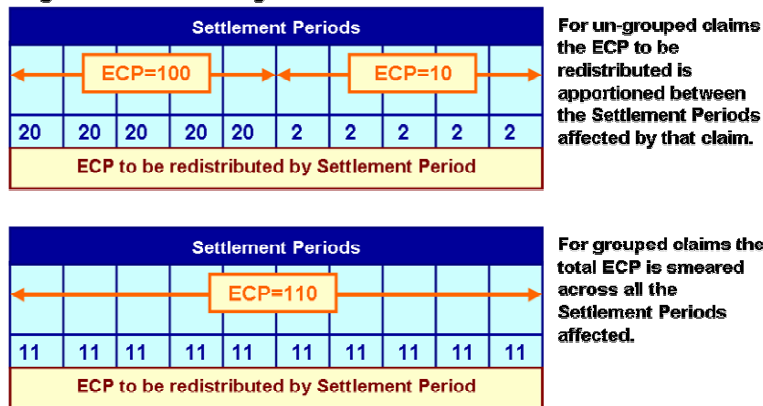 Settlement Periods
ECP=100 ECP=10
20 20 20 20 20 2 2 2 2 2
ECP to be redistributed by Settlement Period
For un-grouped claims
the ECP to be
redistributed is
apportioned between
the Settlement Periods
affected by that claim.
Settlement Periods
ECP=110
11 11 11 11 11 11 11 11 11 11
ECP to be redistributed by Settlement Period
For grouped claims the
total ECP is smeared
across all the
Settlement Periods
affected.